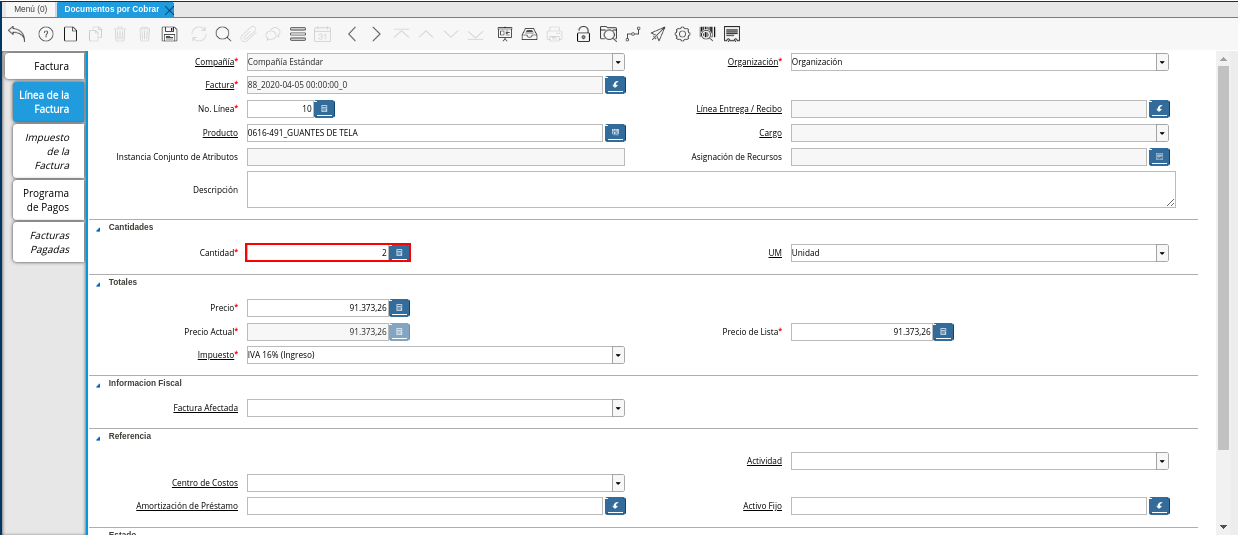 Menú (0) Documentos por Cobrar
Factura
Línea de la
Factura
Impuesto
de la
Factura
Programa
de Pagos
Facturas
Pagadas
Compañía* Compañía Estándar Organización* Organización
Factura* 88_2020-04-05 00:00:00_0
No. Línea* 10 Línea Entrega / Recibo
Producto 0616-491_GUANTES DE TELA Cargo
Instancia Conjunto de Atributos Asignación de Recursos
Descripción
Cantidades
Cantidad* 2 UM Unidad
Totales
Precio* 91.373,26
Precio Actual* 91.373,26 Precio de Lista* 91.373,26
Impuesto* IVA 16% (Ingreso)
Informacion Fiscal
Factura Afectada
Referencia
Actividad
Centro de Costos
Amortización de Préstamo Activo Fijo
Estado